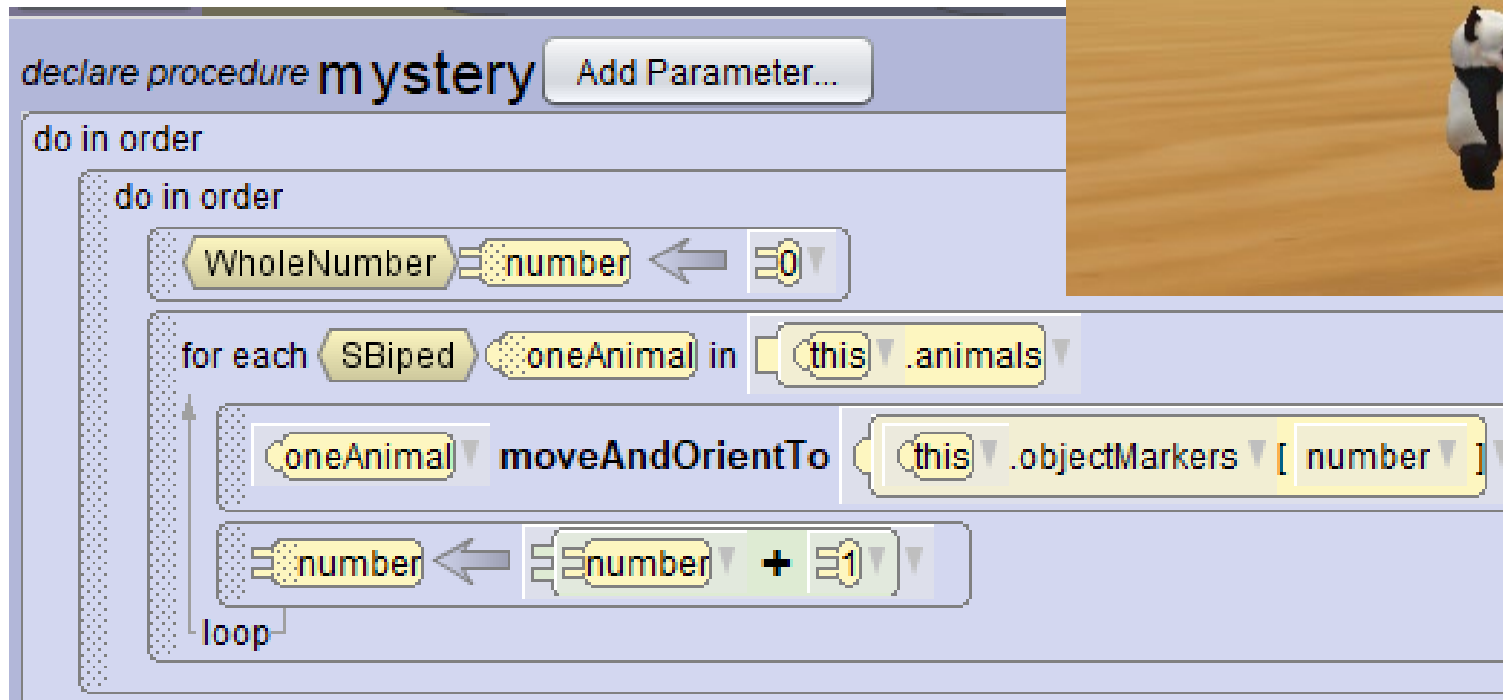 declare procedure mystery Add Parameter...
do in order
do in order
WholeNumber number 0
for each SBiped oneAnimal in this .animals
oneAnimal moveAndOrientTo this .objectMarkers [ number ]
number number + 1
loop